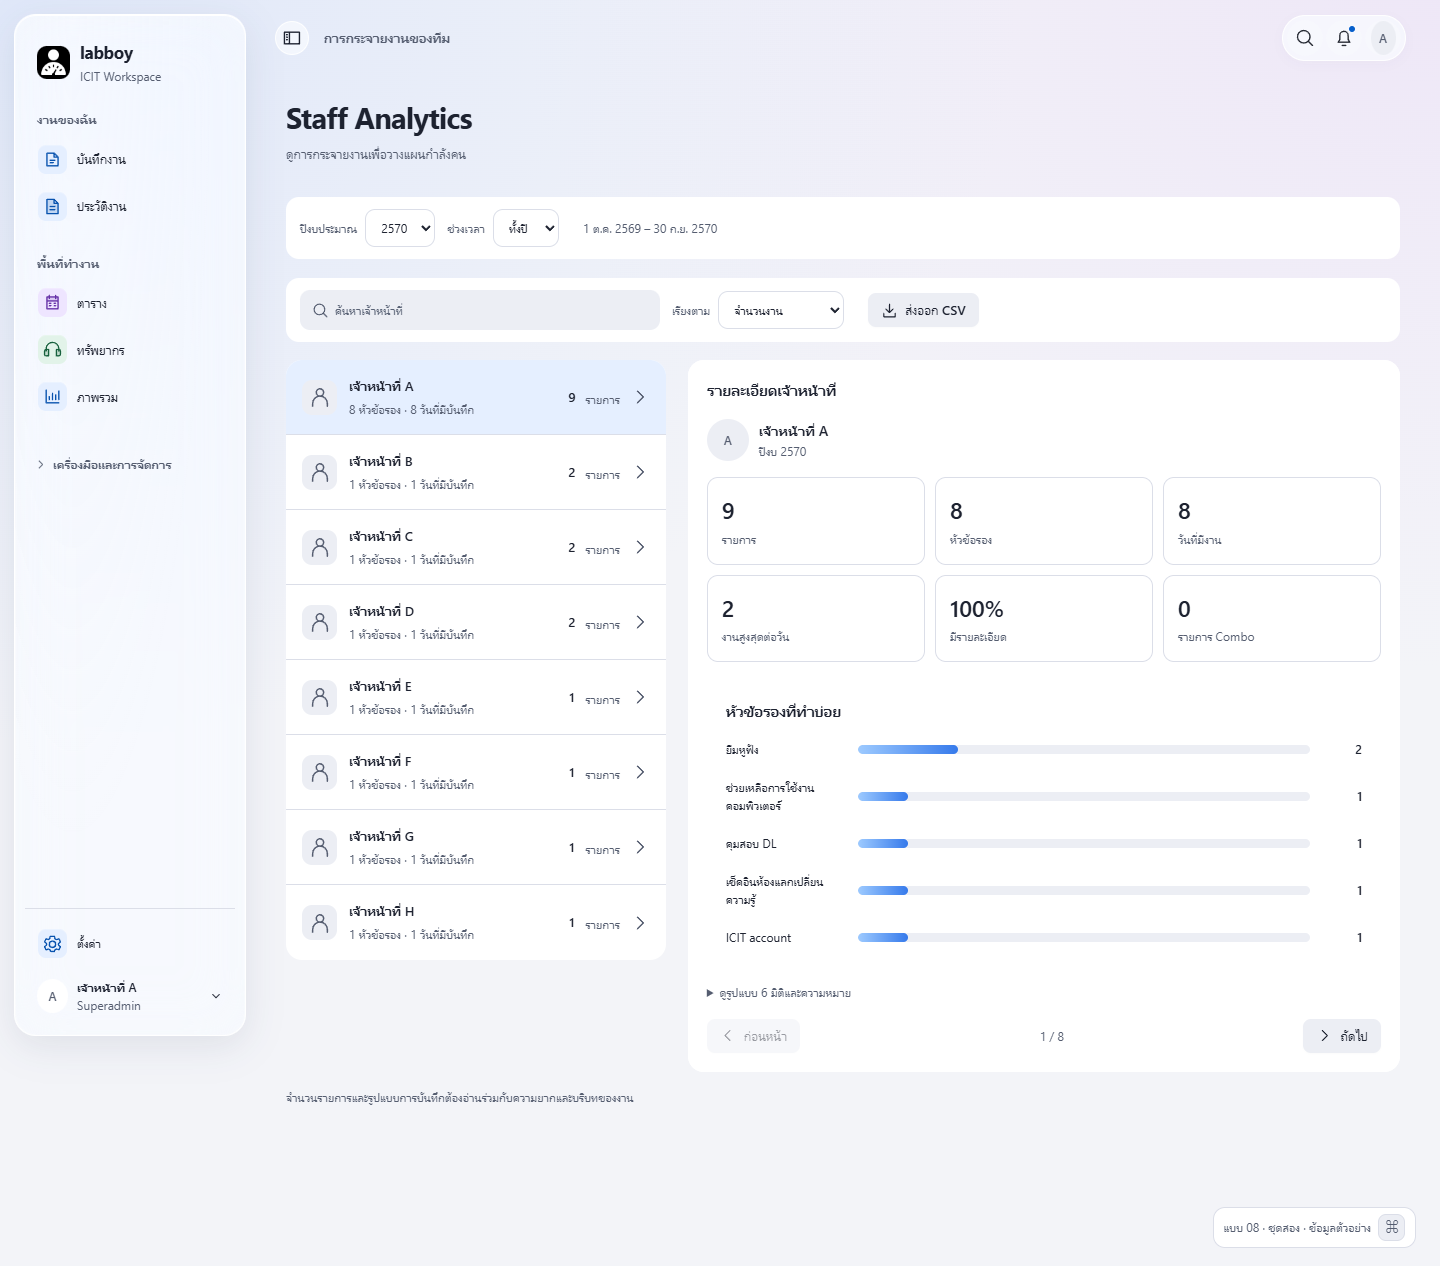 labboy
ICIT Workspace
งานของฉัน
บันทึกงาน
ประวัติงาน
พื้นที่ทำงาน
ตาราง
ทรัพยากร
ภาพรวม
เครื่องมือและการจัดการ
ตั้งค่า
A
เจ้าหน้าที่ A
Superadmin
การกระจายงานของทีม
A
Staff Analytics
ดูการกระจายงานเพื่อวางแผนกำลังคน
ปีงบประมาณ 2570 ช่วงเวลา ทั้งปี 1 ต.ค. 2569 – 30 ก.ย. 2570
ค้นหาเจ้าหน้าที่ เรียงตาม จำนวนงาน ส่งออก CSV
เจ้าหน้าที่ A
8 หัวข้อรอง · 8 วันที่มีบันทึก
9 รายการ
เจ้าหน้าที่ B
1 หัวข้อรอง · 1 วันที่มีบันทึก
2 รายการ
เจ้าหน้าที่ C
1 หัวข้อรอง · 1 วันที่มีบันทึก
2 รายการ
เจ้าหน้าที่ D
1 หัวข้อรอง · 1 วันที่มีบันทึก
2 รายการ
เจ้าหน้าที่ E
1 หัวข้อรอง · 1 วันที่มีบันทึก
1 รายการ
เจ้าหน้าที่ F
1 หัวข้อรอง · 1 วันที่มีบันทึก
1 รายการ
เจ้าหน้าที่ G
1 หัวข้อรอง · 1 วันที่มีบันทึก
1 รายการ
เจ้าหน้าที่ H
1 หัวข้อรอง · 1 วันที่มีบันทึก
1 รายการ
รายละเอียดเจ้าหน้าที่
A
เจ้าหน้าที่ A
ปีงบ 2570
9
รายการ
8
หัวข้อรอง
8
วันที่มีงาน
2
งานสูงสุดต่อวัน
100%
มีรายละเอียด
0
รายการ Combo
หัวข้อรองที่ทำบ่อย
ยืมหูฟัง 2
ช่วยเหลือการใช้งาน
คอมพิวเตอร์ 1
คุมสอบ DL 1
เช็คอินห้องแลกเปลี่ยน
ความรู้ 1
ICIT account 1
ดูรูปแบบ 6 มิติและความหมาย
ก่อนหน้า 1 / 8 ถัดไป
จำนวนรายการและรูปแบบการบันทึกต้องอ่านร่วมกับความยากและบริบทของงาน
แบบ 08 · ชุดสอง · ข้อมูลตัวอย่าง ⌘